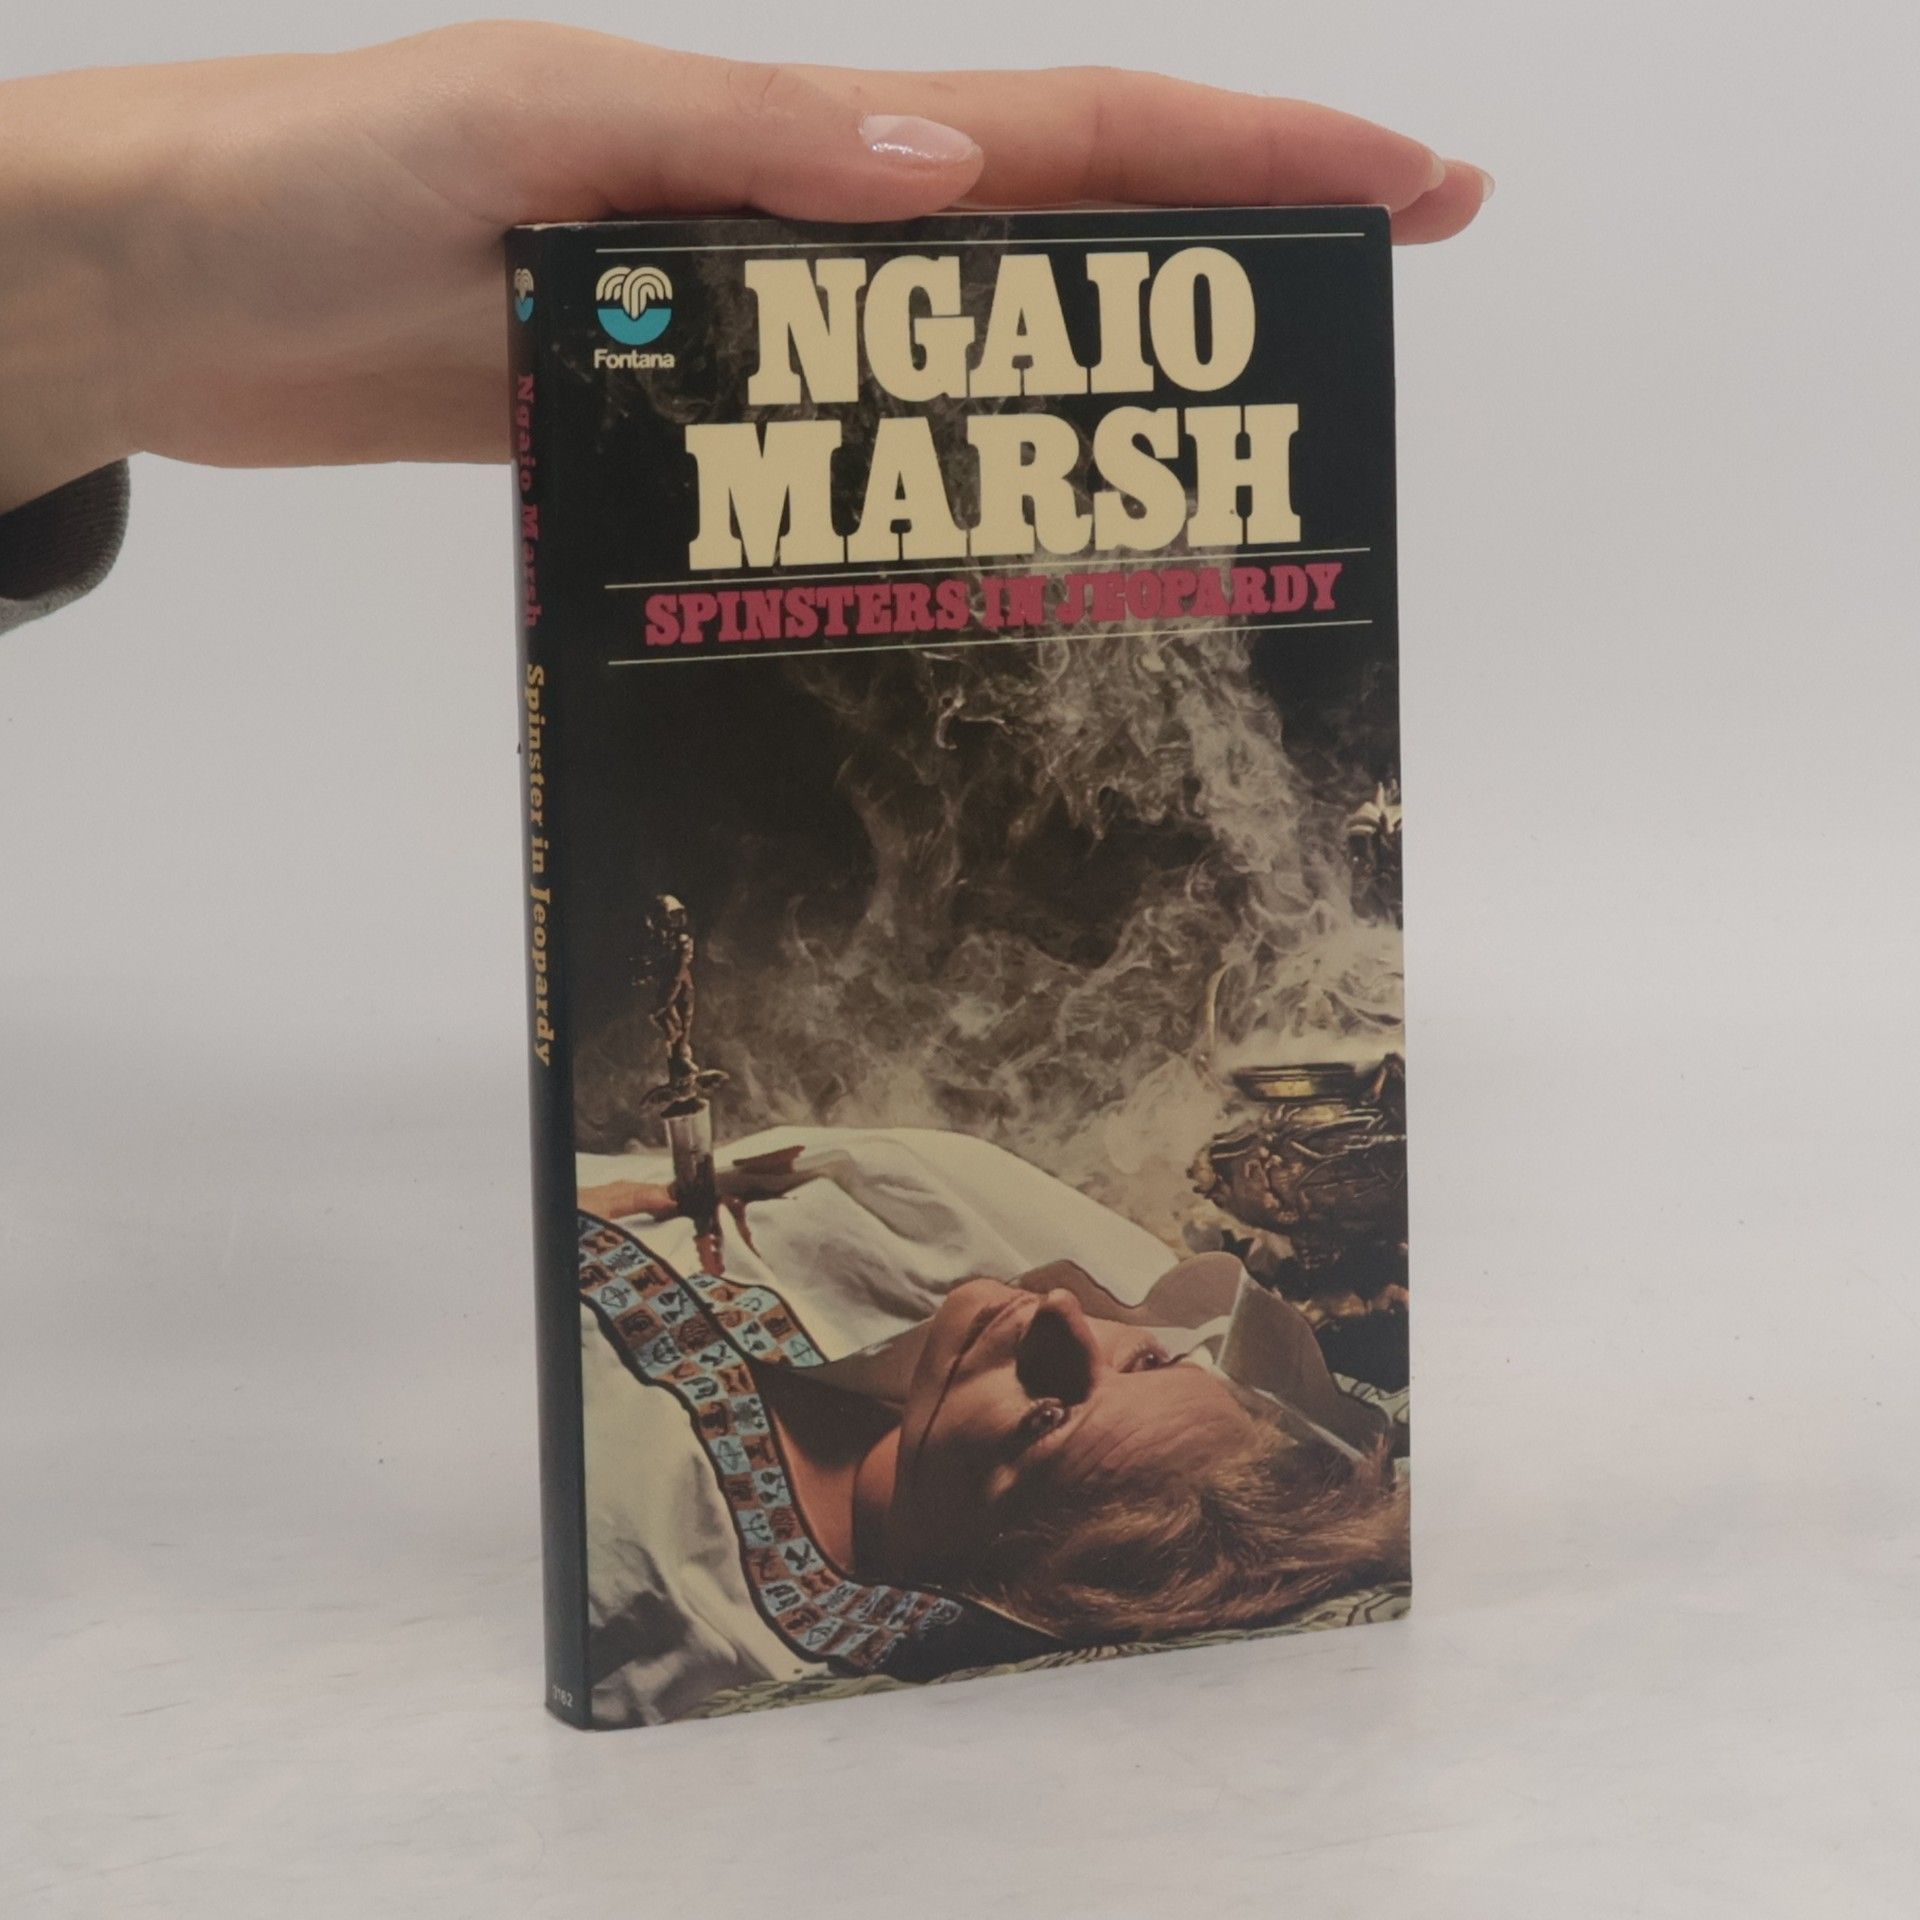 Fontana
NGAIO
MARSH
SPINSTERS IN JEOPARDY
Ngaio Marsh Spinster in Jeopardy